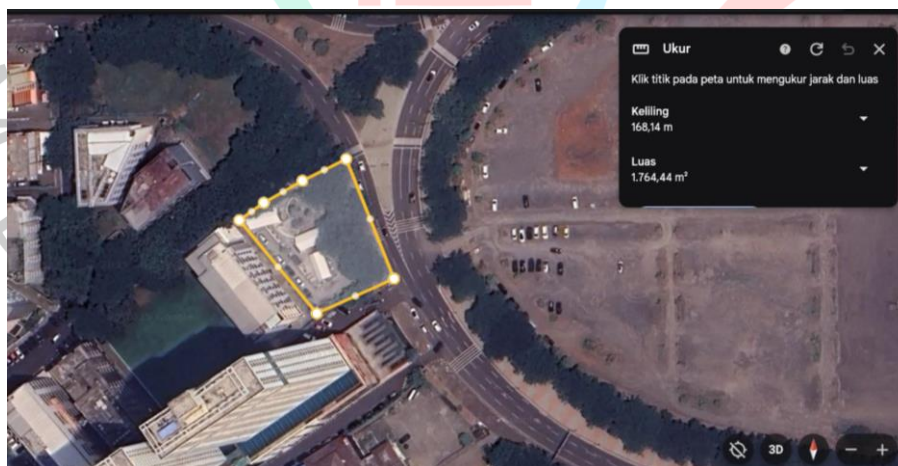 Ukur
Klik titik pada peta untuk mengukur jarak dan luas
Keliling
168,14 m
Luas
1.764,44 m²
3D